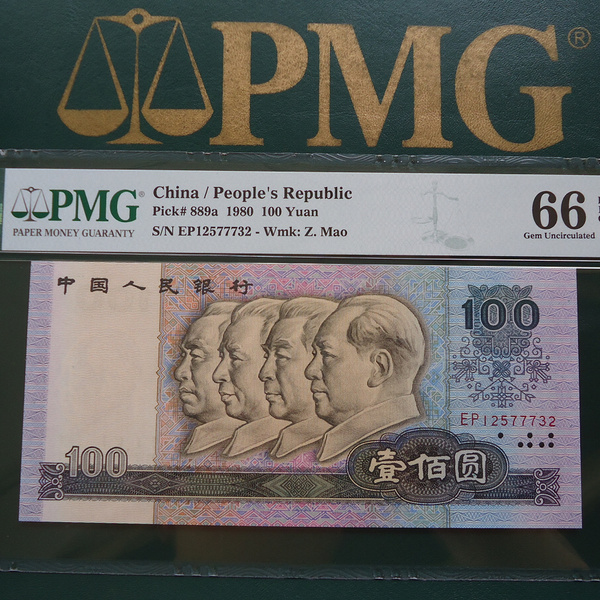 PMG®
PMG®
PAPER MONEY GUARANTY
China / People's Republic
Pick# 889a 1980 100 Yuan
S/N EP12577732 - Wmk: Z. Mao
66
Gem Uncirculated
中国人民银行
100
EP12577732
100
壹佰圆